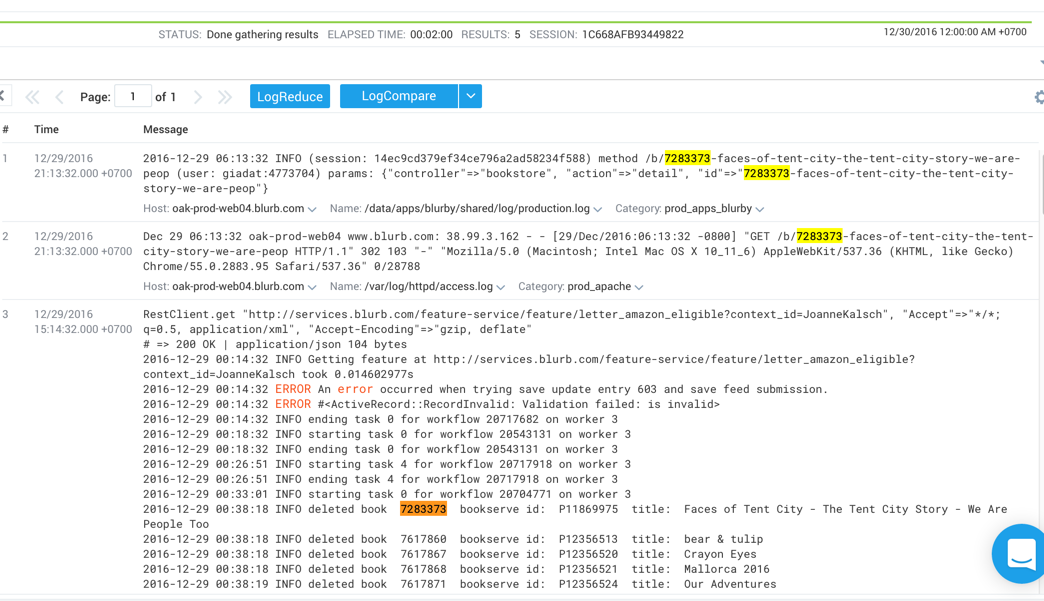 STATUS: Done gathering results ELAPSED TIME: 00:02:00 RESULTS: 5 SESSION: 1C668AFB93449822 12/30/2016 12:00:00 AM +0700
Page: 1 of 1 LogReduce LogCompare
# Time Message
1 12/29/2016 2016-12-29 06:13:32 INFO (session: 14ec9cd379ef34ce796a2ad58234f588) method /b/7283373-faces-of-tent-city-the-tent-city-story-we-are-
21:13:32.000 +0700 peop (user: giadat:4773704) params: {"controller"=>"bookstore", "action"=>"detail", "id"=>"7283373-faces-of-tent-city-the-tent-city-
story-we-are-peop"}
Host: oak-prod-web04.blurb.com Name: /data/apps/blurby/shared/log/production.log Category: prod_apps_blurby
2 12/29/2016 Dec 29 06:13:32 oak-prod-web04 www.blurb.com: 38.99.3.162 - - [29/Dec/2016:06:13:32 -0800] "GET /b/7283373-faces-of-tent-city-the-tent-
21:13:32.000 +0700 city-story-we-are-peop HTTP/1.1" 302 103 "-" "Mozilla/5.0 (Macintosh; Intel Mac OS X 10_11_6) AppleWebKit/537.36 (KHTML, like Gecko)
Chrome/55.0.2883.95 Safari/537.36" 0/28788
Host: oak-prod-web04.blurb.com Name: /var/log/httpd/access.log Category: prod_apache
3 12/29/2016 RestClient.get "http://services.blurb.com/feature-service/feature/letter_amazon_eligible?context_id=JoanneKalsch", "Accept"=>"*/*;
15:14:32.000 +0700 q=0.5, application/xml", "Accept-Encoding"=>"gzip, deflate"
# => 200 OK | application/json 104 bytes
2016-12-29 00:14:32 INFO Getting feature at http://services.blurb.com/feature-service/feature/letter_amazon_eligible?
context_id=JoanneKalsch took 0.014602977s
2016-12-29 00:14:32 ERROR An error occurred when trying save update entry 603 and save feed submission.
2016-12-29 00:14:32 ERROR #<ActiveRecord::RecordInvalid: Validation failed: is invalid>
2016-12-29 00:14:32 INFO ending task 0 for workflow 20717682 on worker 3
2016-12-29 00:18:32 INFO starting task 0 for workflow 20543131 on worker 3
2016-12-29 00:18:32 INFO ending task 0 for workflow 20543131 on worker 3
2016-12-29 00:26:51 INFO starting task 4 for workflow 20717918 on worker 3
2016-12-29 00:26:51 INFO ending task 4 for workflow 20717918 on worker 3
2016-12-29 00:33:01 INFO starting task 0 for workflow 20704771 on worker 3
2016-12-29 00:38:18 INFO deleted book 7283373 bookserve id: P11869975 title: Faces of Tent City - The Tent City Story - We Are
People Too
2016-12-29 00:38:18 INFO deleted book 7617860 bookserve id: P12356513 title: bear & tulip
2016-12-29 00:38:18 INFO deleted book 7617867 bookserve id: P12356520 title: Crayon Eyes
2016-12-29 00:38:18 INFO deleted book 7617868 bookserve id: P12356521 title: Mallorca 2016
2016-12-29 00:38:19 INFO deleted book 7617871 bookserve id: P12356524 title: Our Adventures